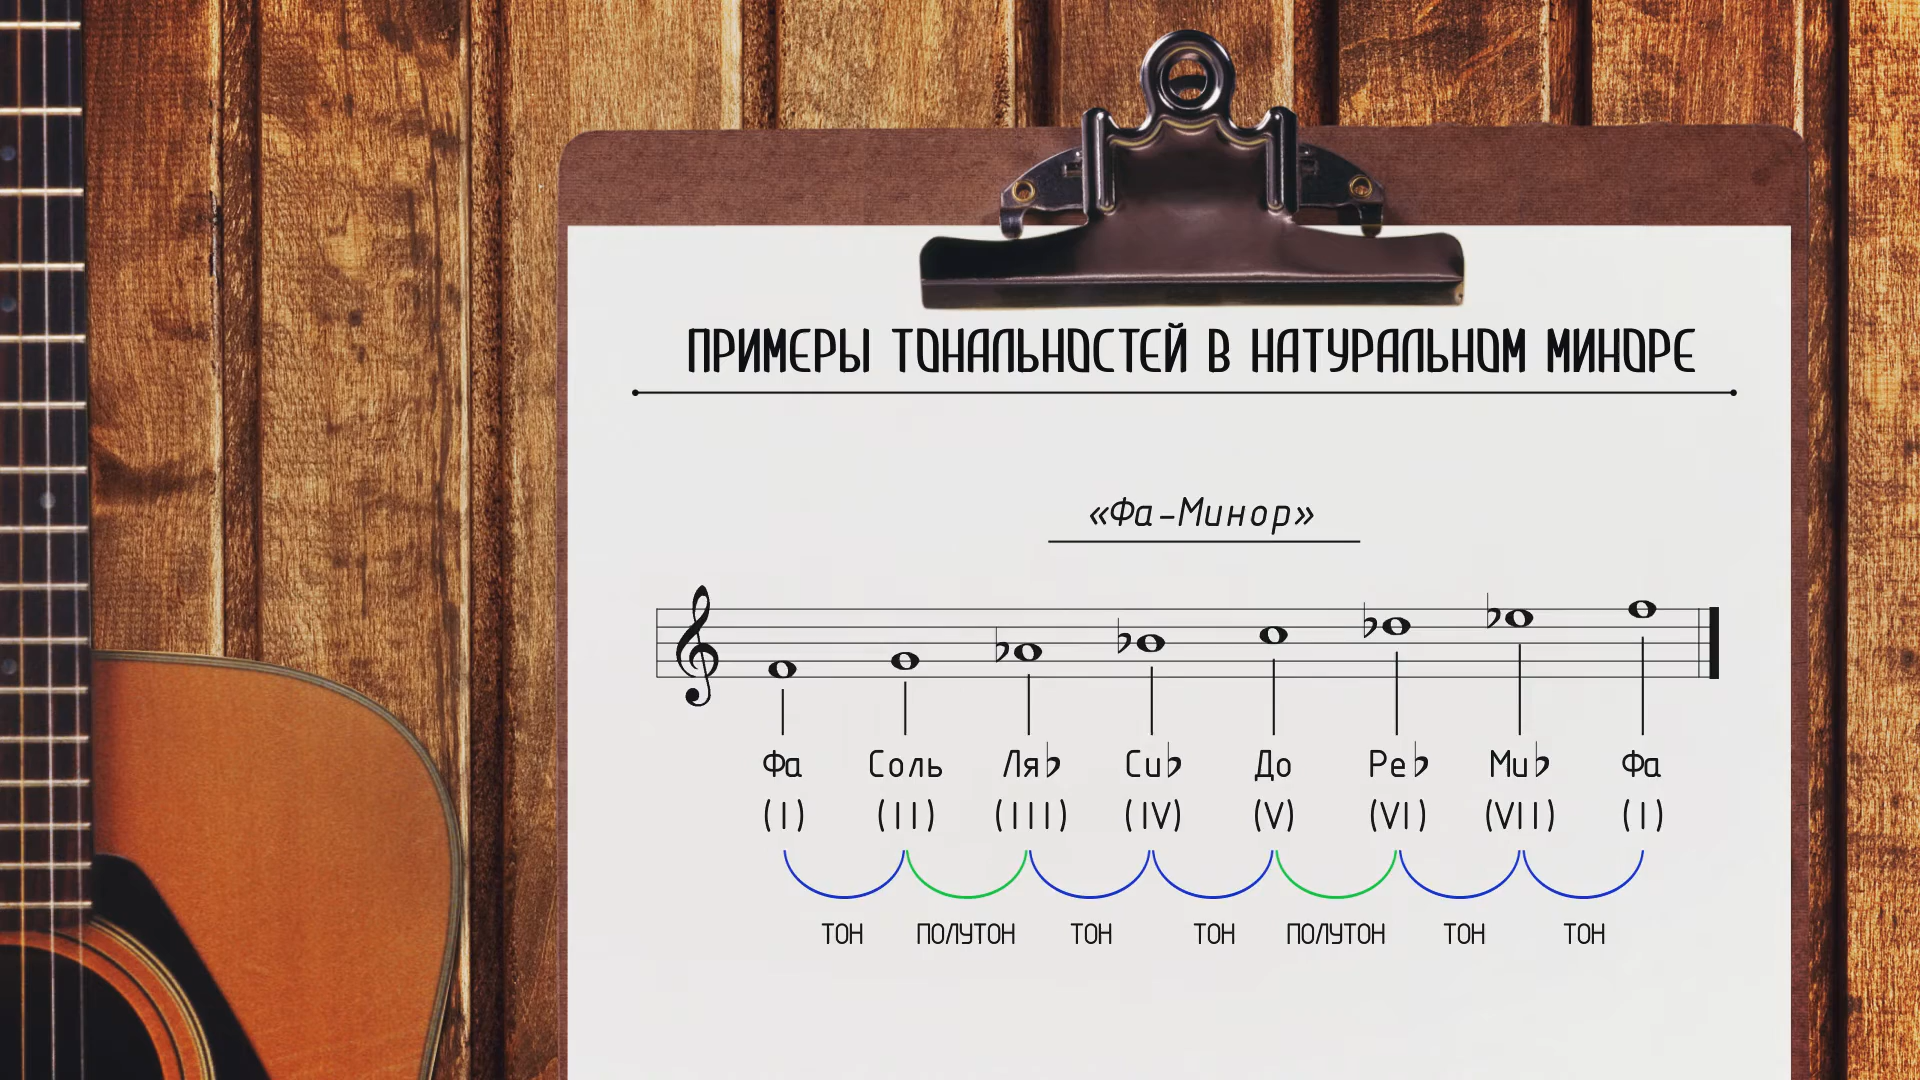 ПРИМЕРЫ ТОНАЛЬНОСТЕЙ В НАТУРАЛЬНОМ МИНОРЕ
«Фа-Минор»
Фа Соль Ля♭ Си♭ До Ре♭ Ми♭ Фа
(I) (II) (III) (IV) (V) (VI) (VII) (I)
ТОН ПОЛУТОН ТОН ТОН ПОЛУТОН ТОН ТОН